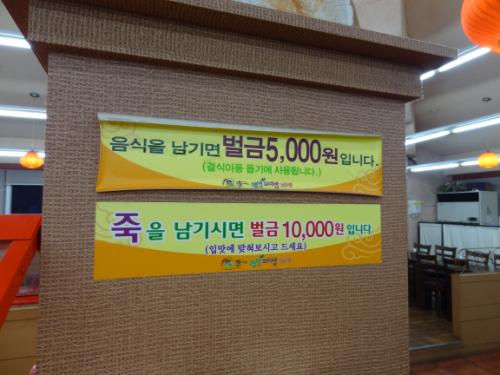 음식을 남기면 벌금5,000원입니다.
(결식아동 돕기에 사용됩니다.)
죽을 남기시면 벌금 10,000원 입니다
(입맛에 맞춰보시고 드세요)